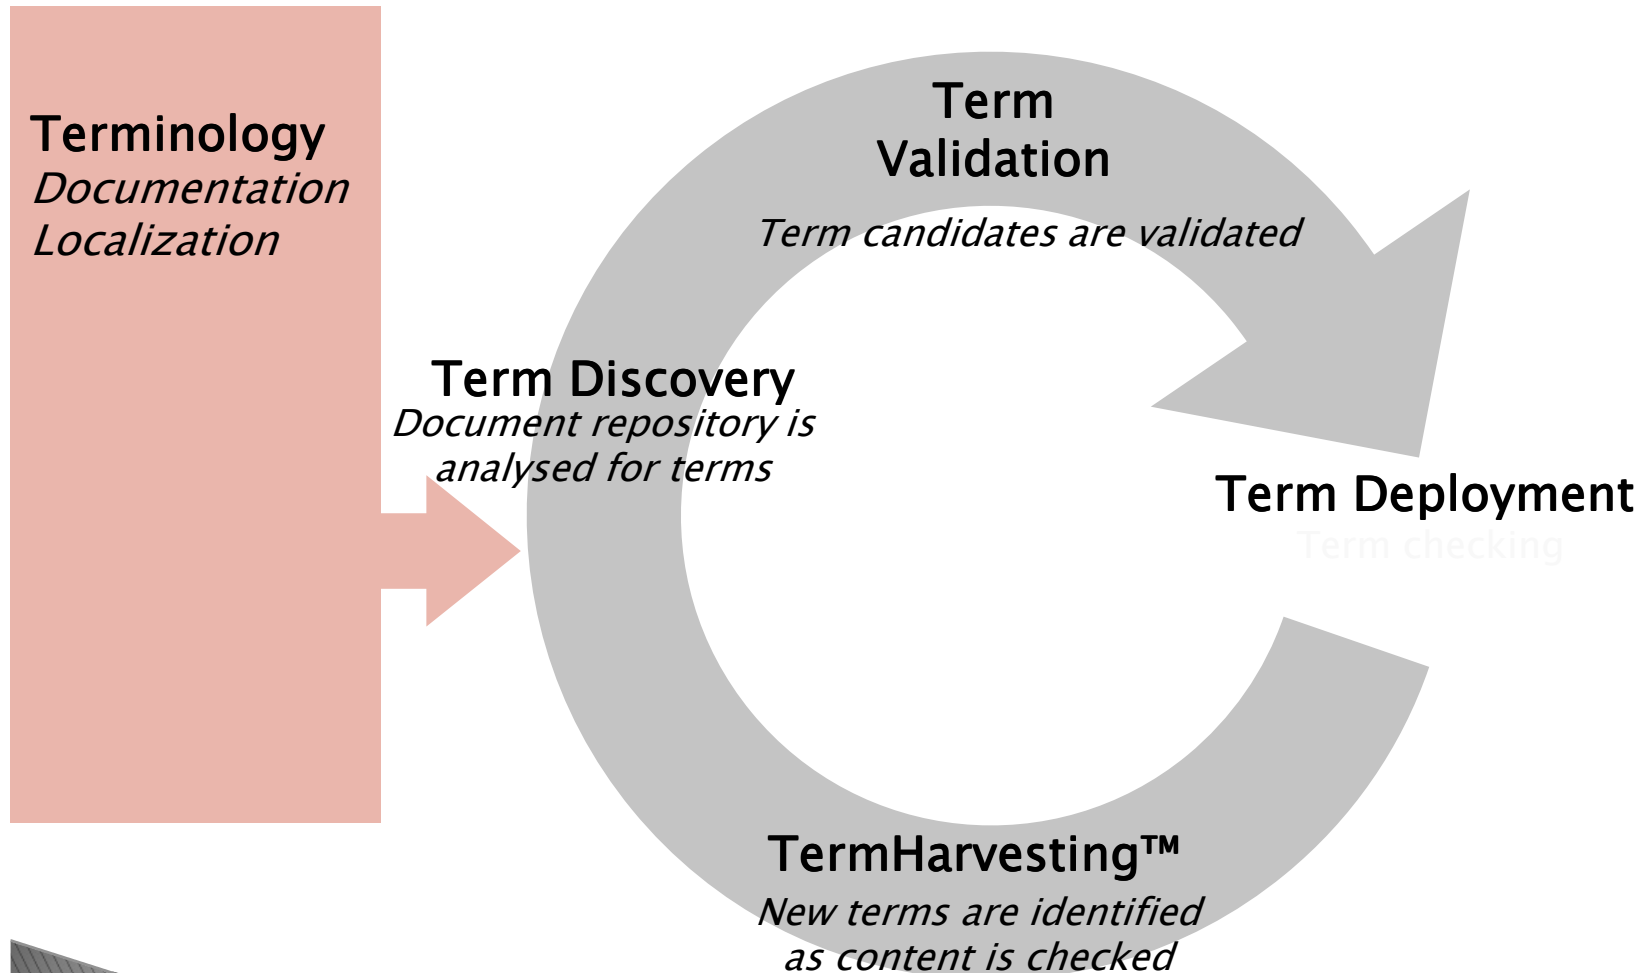 Terminology
Documentation
Localization
Term
Validation
Term candidates are validated
Term Discovery
Document repository is
analysed for terms
Term Deployment
Term checking
TermHarvesting™
New terms are identified
as content is checked